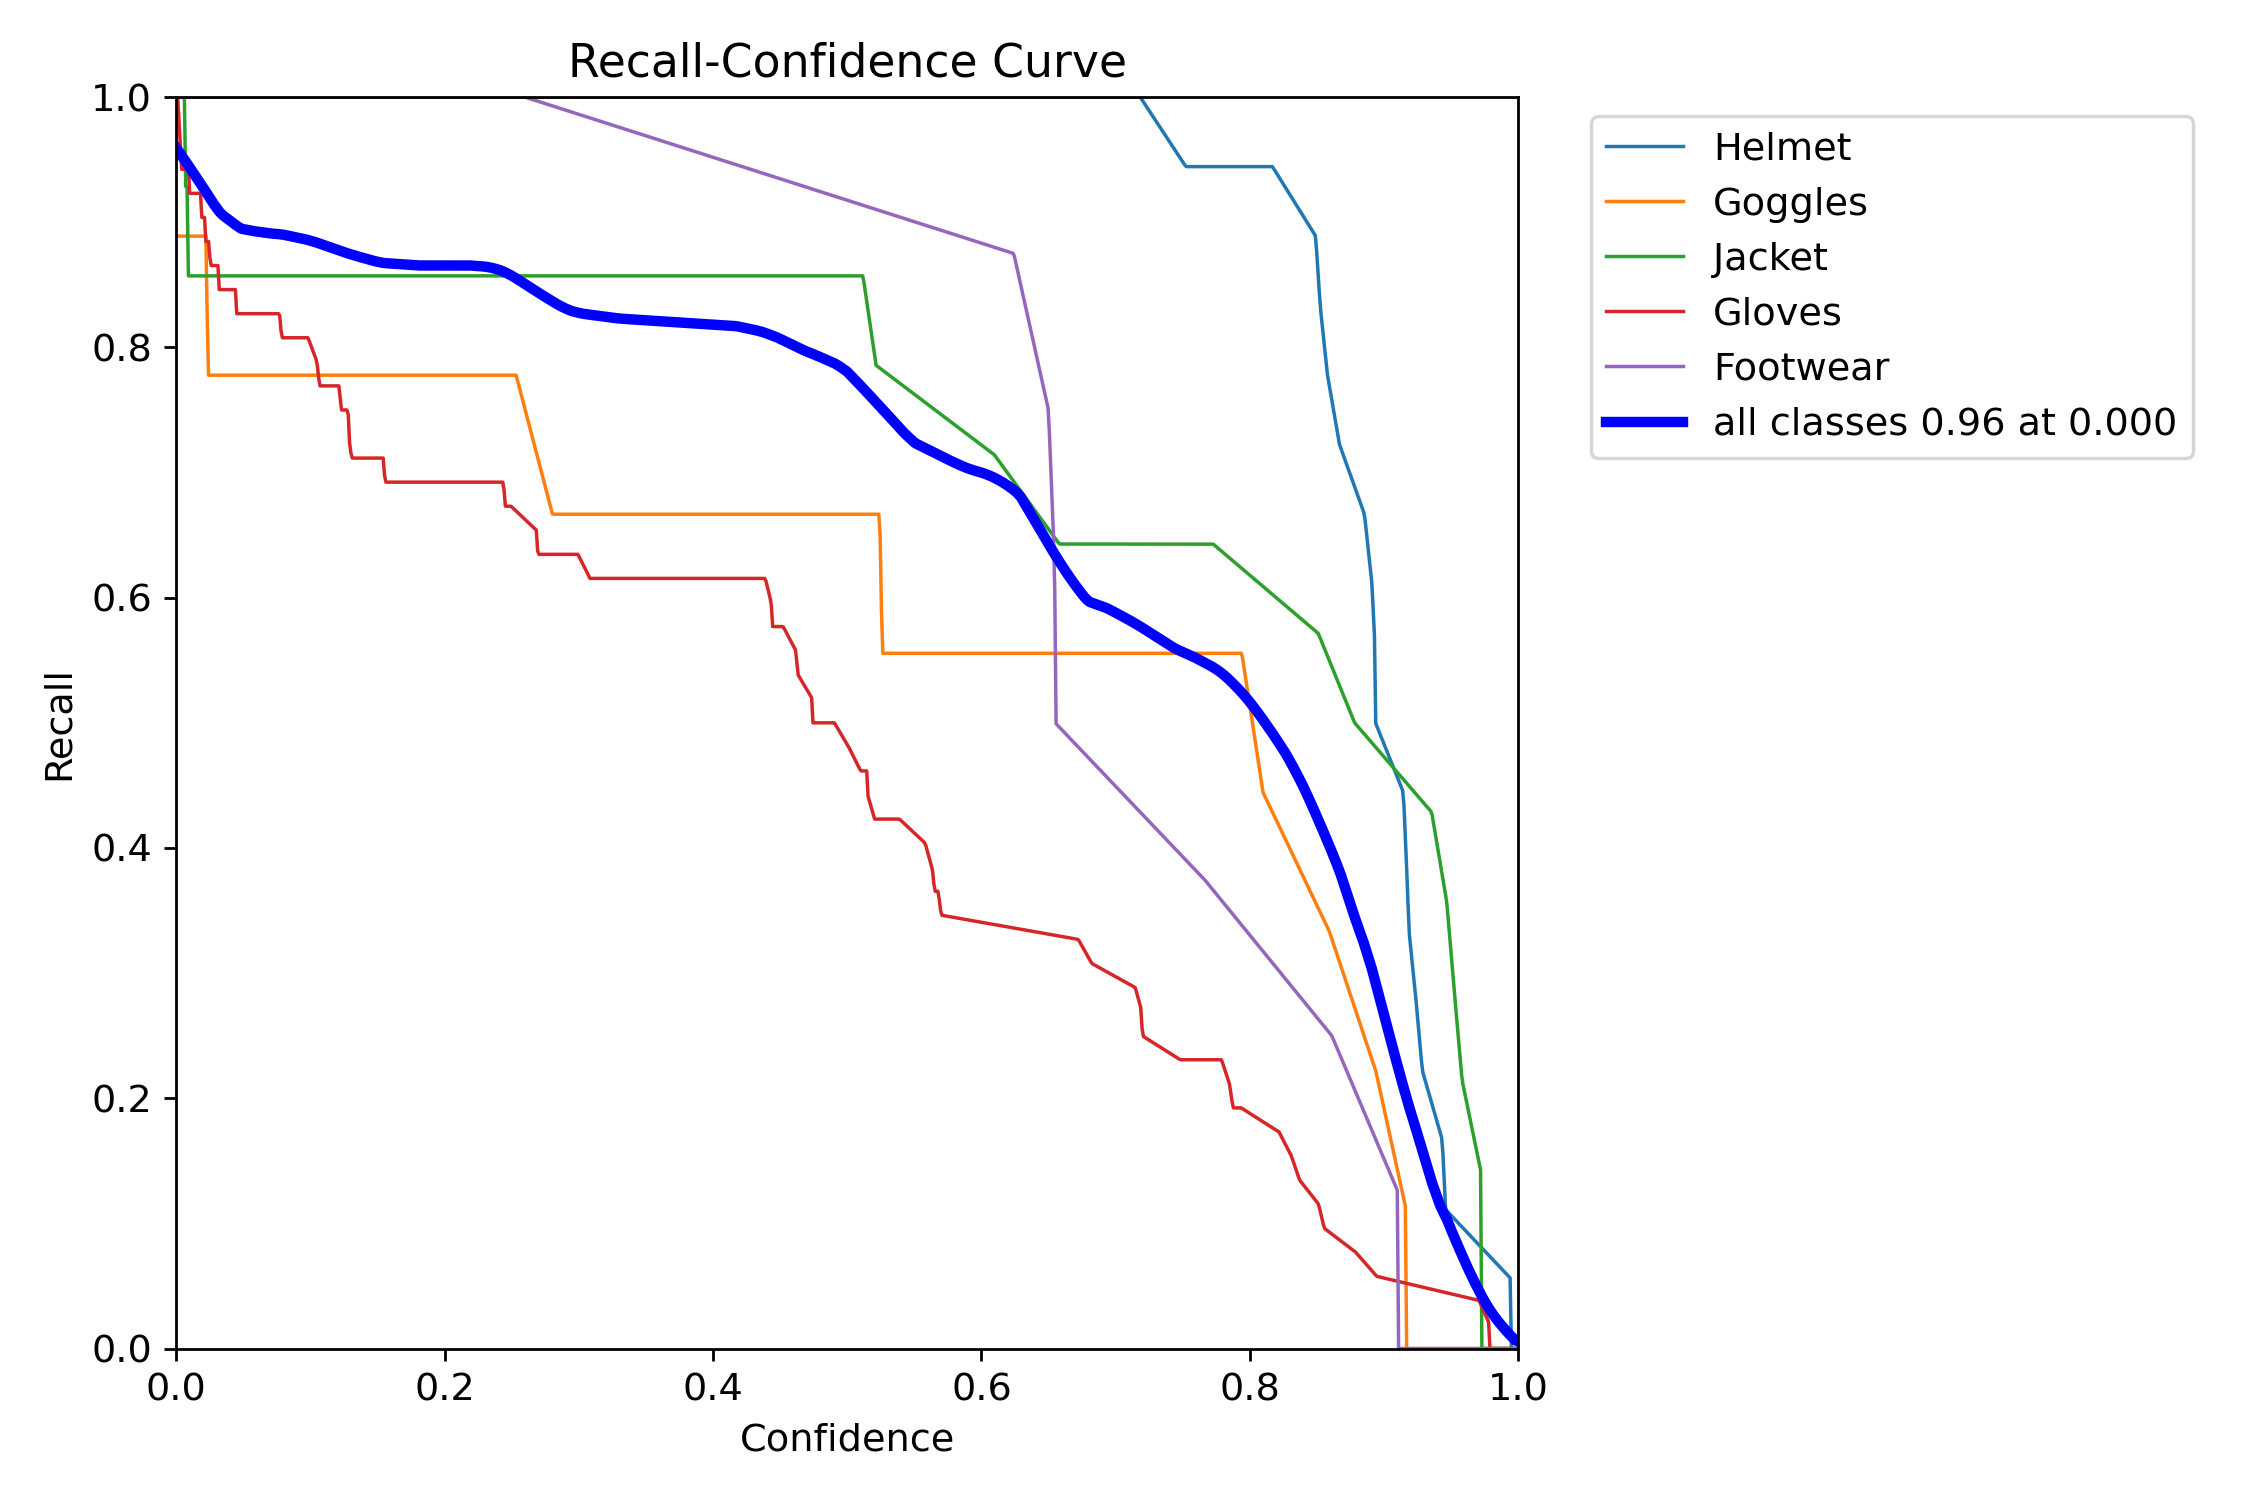 Recall-Confidence Curve
1.0
0.8
0.6
0.4
0.2
0.0
Recall
0.0 0.2 0.4 0.6 0.8 1.0
Confidence
Helmet
Goggles
Jacket
Gloves
Footwear
all classes 0.96 at 0.000